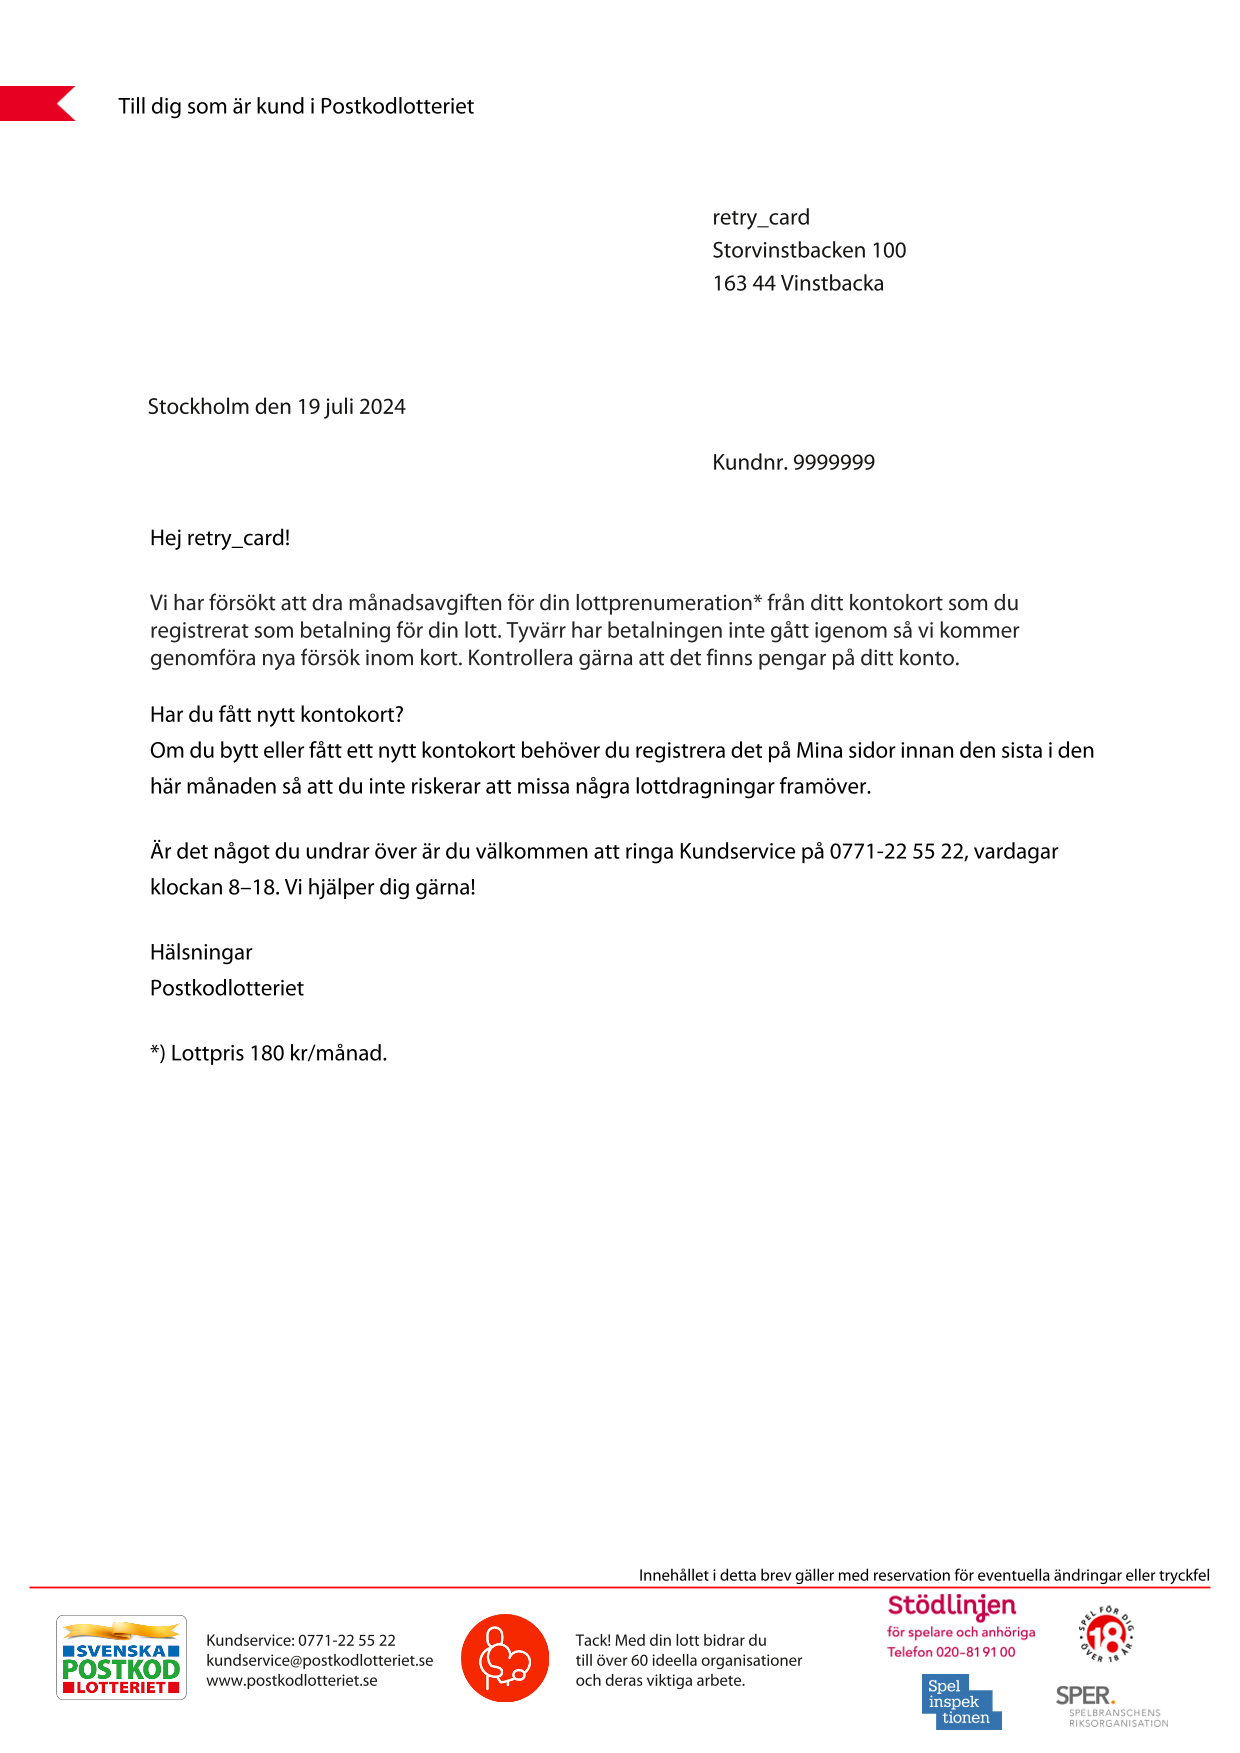 Till dig som är kund i Postkodlotteriet
retry_card
Storvinstbacken 100
163 44 Vinstbacka
Stockholm den 19 juli 2024
Kundnr. 9999999
Hej retry_card!
Vi har försökt att dra månadsavgiften för din lottprenumeration* från ditt kontokort som du
registrerat som betalning för din lott. Tyvärr har betalningen inte gått igenom så vi kommer
genomföra nya försök inom kort. Kontrollera gärna att det finns pengar på ditt konto.
Har du fått nytt kontokort?
Om du bytt eller fått ett nytt kontokort behöver du registrera det på Mina sidor innan den sista i den
här månaden så att du inte riskerar att missa några lottdragningar framöver.
Är det något du undrar över är du välkommen att ringa Kundservice på 0771-22 55 22, vardagar
klockan 8–18. Vi hjälper dig gärna!
Hälsningar
Postkodlotteriet
*) Lottpris 180 kr/månad.
Innehållet i detta brev gäller med reservation för eventuella ändringar eller tryckfel
SVENSKA
POSTKOD
LOTTERIET
Kundservice: 0771-22 55 22
kundservice@postkodlotteriet.se
www.postkodlotteriet.se
Tack! Med din lott bidrar du
till över 60 ideella organisationer
och deras viktiga arbete.
Stödlinjen
för spelare och anhöriga
Telefon 020-81 91 00
SPEL FÖR DIG
18
ÖVER 18 ÅR
Spel
inspek
tionen
SPER.
SPELBRANSCHENS
RIKSORGANISATION